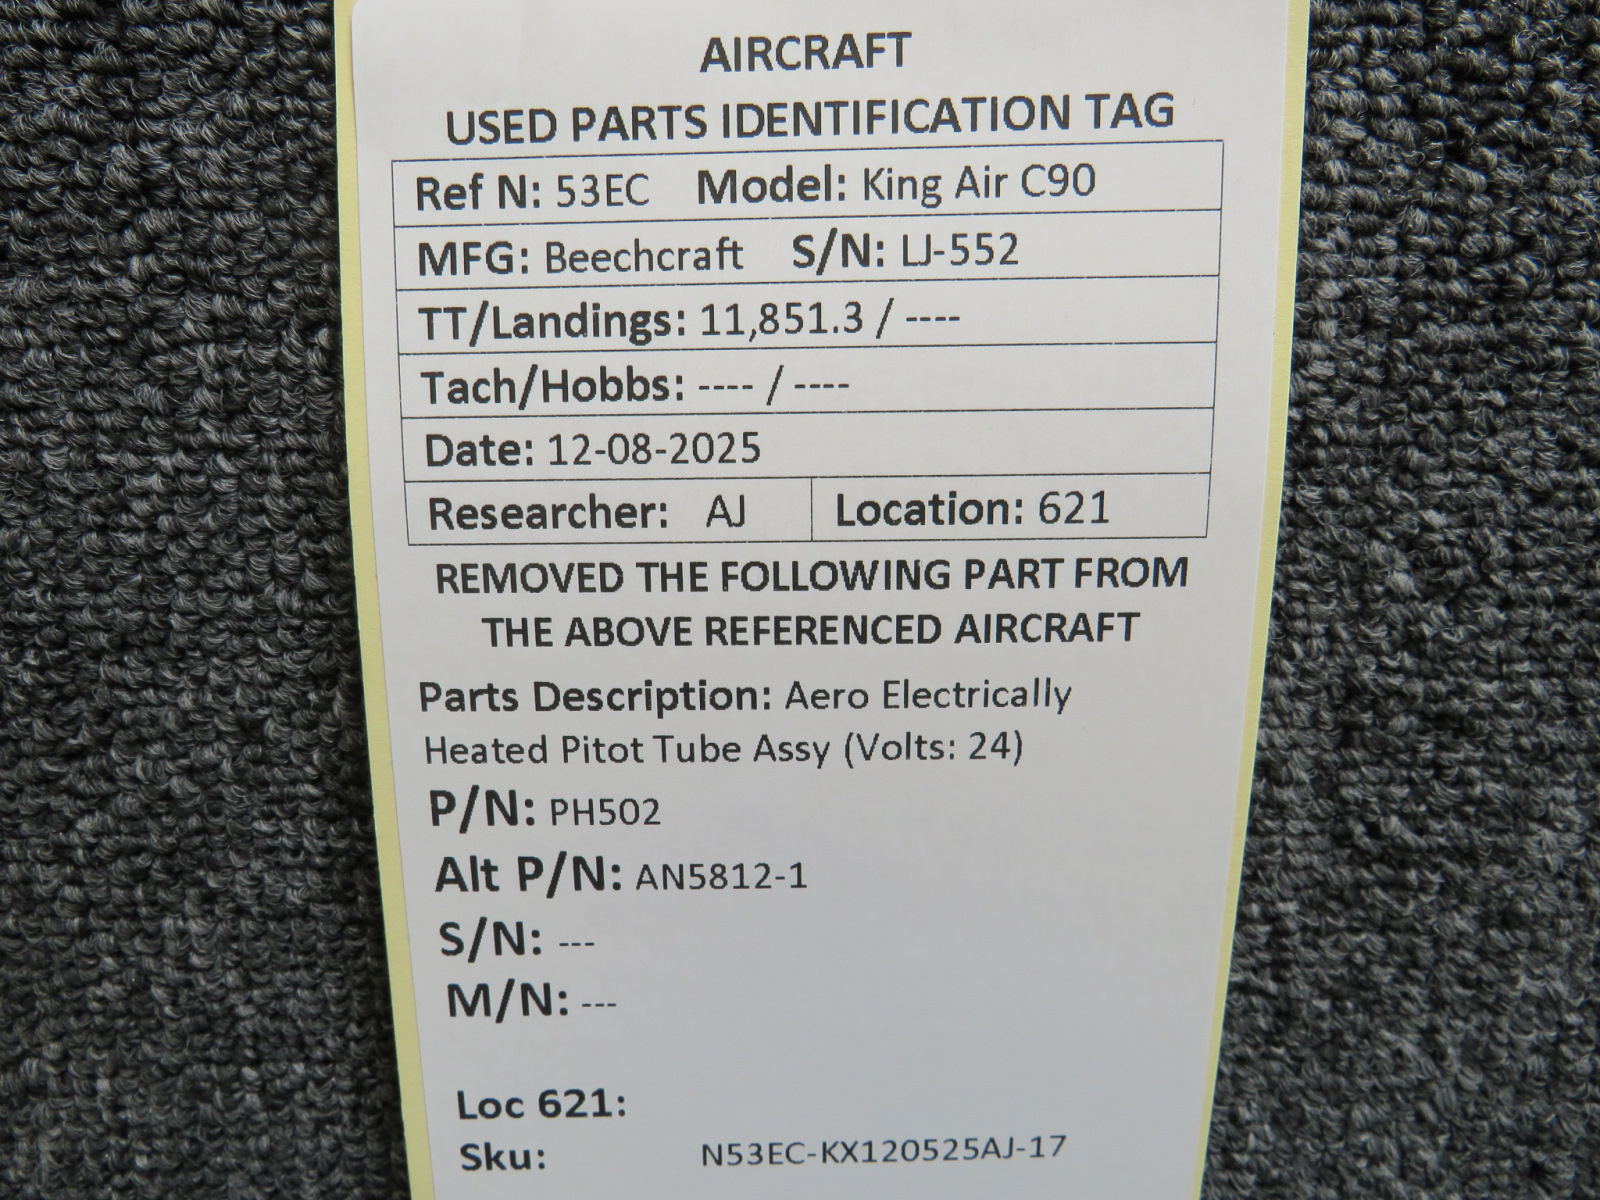 AIRCRAFT
USED PARTS IDENTIFICATION TAG
Ref N: 53EC Model: King Air C90
MFG: Beechcraft S/N: LJ-552
TT/Landings: 11,851.3 / ----
Tach/Hobbs: ---- / ----
Date: 12-08-2025
Researcher: AJ Location: 621
REMOVED THE FOLLOWING PART FROM
THE ABOVE REFERENCED AIRCRAFT
Parts Description: Aero Electrically
Heated Pitot Tube Assy (Volts: 24)
P/N: PH502
Alt P/N: AN5812-1
S/N: ---
M/N: ---
Loc 621:
Sku: N53EC-KX120525AJ-17